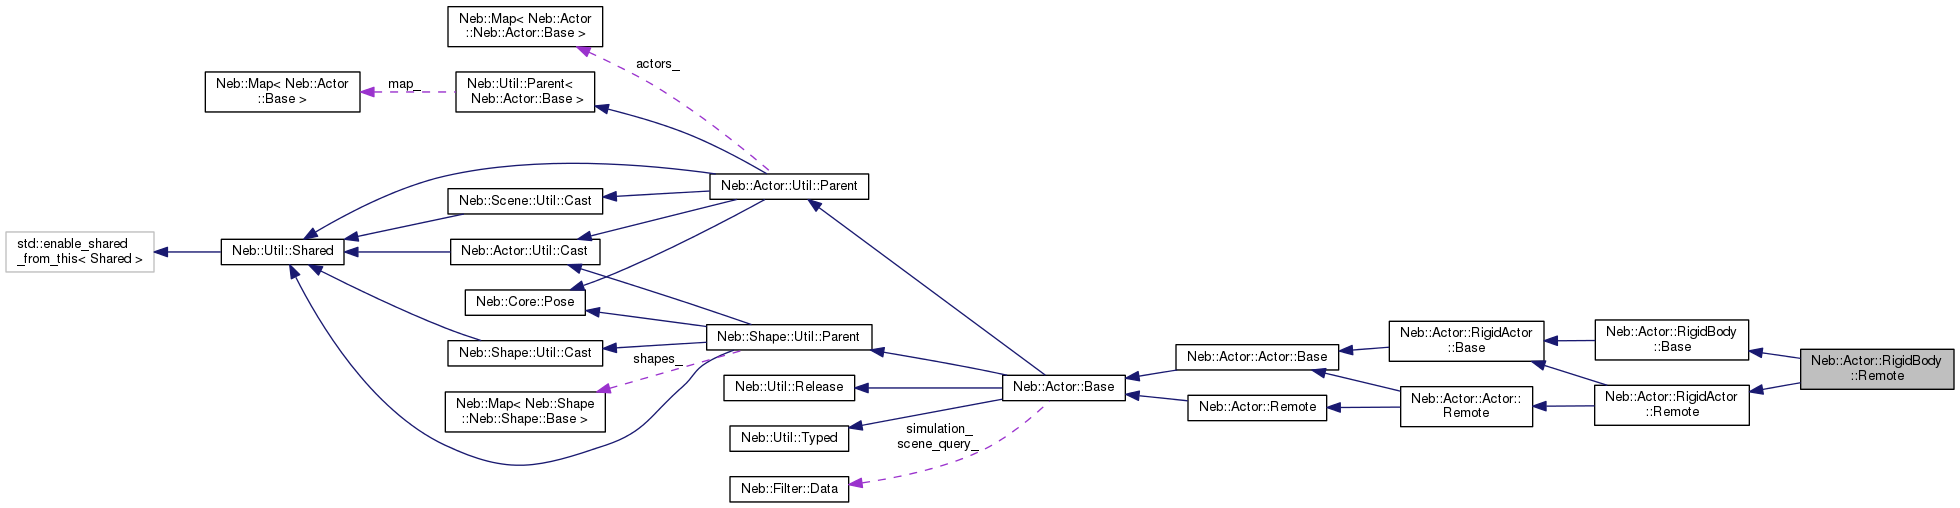 Neb::Map< Neb::Actor
::Neb::Actor::Base >
actors_
Neb::Map< Neb::Actor
::Base >
map_
Neb::Util::Parent<
Neb::Actor::Base >
Neb::Actor::Util::Parent
Neb::Scene::Util::Cast
std::enable_shared
_from_this< Shared >
Neb::Util::Shared
Neb::Actor::Util::Cast
Neb::Core::Pose
Neb::Shape::Util::Parent
Neb::Shape::Util::Cast
shapes_
Neb::Map< Neb::Shape
::Neb::Shape::Base >
Neb::Util::Release
Neb::Util::Typed
simulation_
scene_query_
Neb::Filter::Data
Neb::Actor::Base
Neb::Actor::Actor::Base
Neb::Actor::Remote
Neb::Actor::RigidActor
::Base
Neb::Actor::Actor::
Remote
Neb::Actor::RigidBody
::Base
Neb::Actor::RigidActor
::Remote
Neb::Actor::RigidBody
::Remote